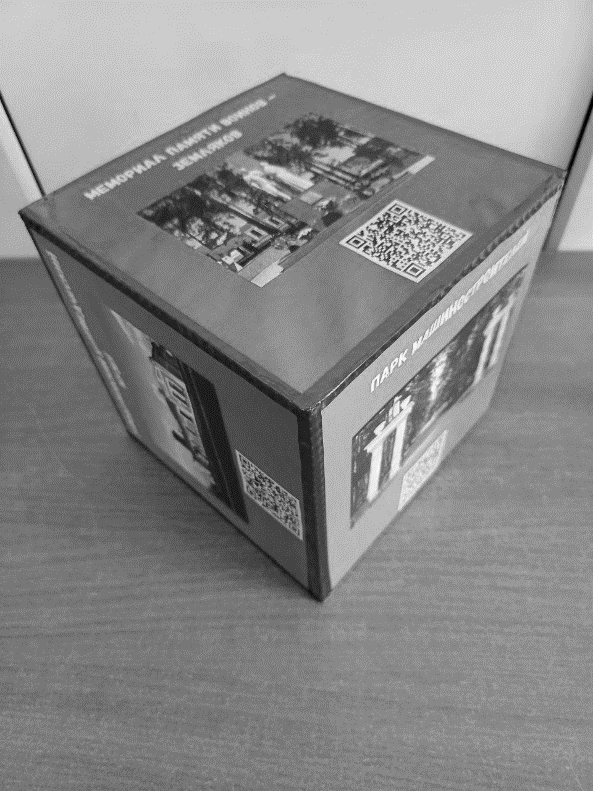 МЕМОРИАЛ ПАМЯТИ ВОИНОВ –
ЗЕМЛЯКОВ
ПАРК МАШИНОСТРОИТЕЛЕЙ